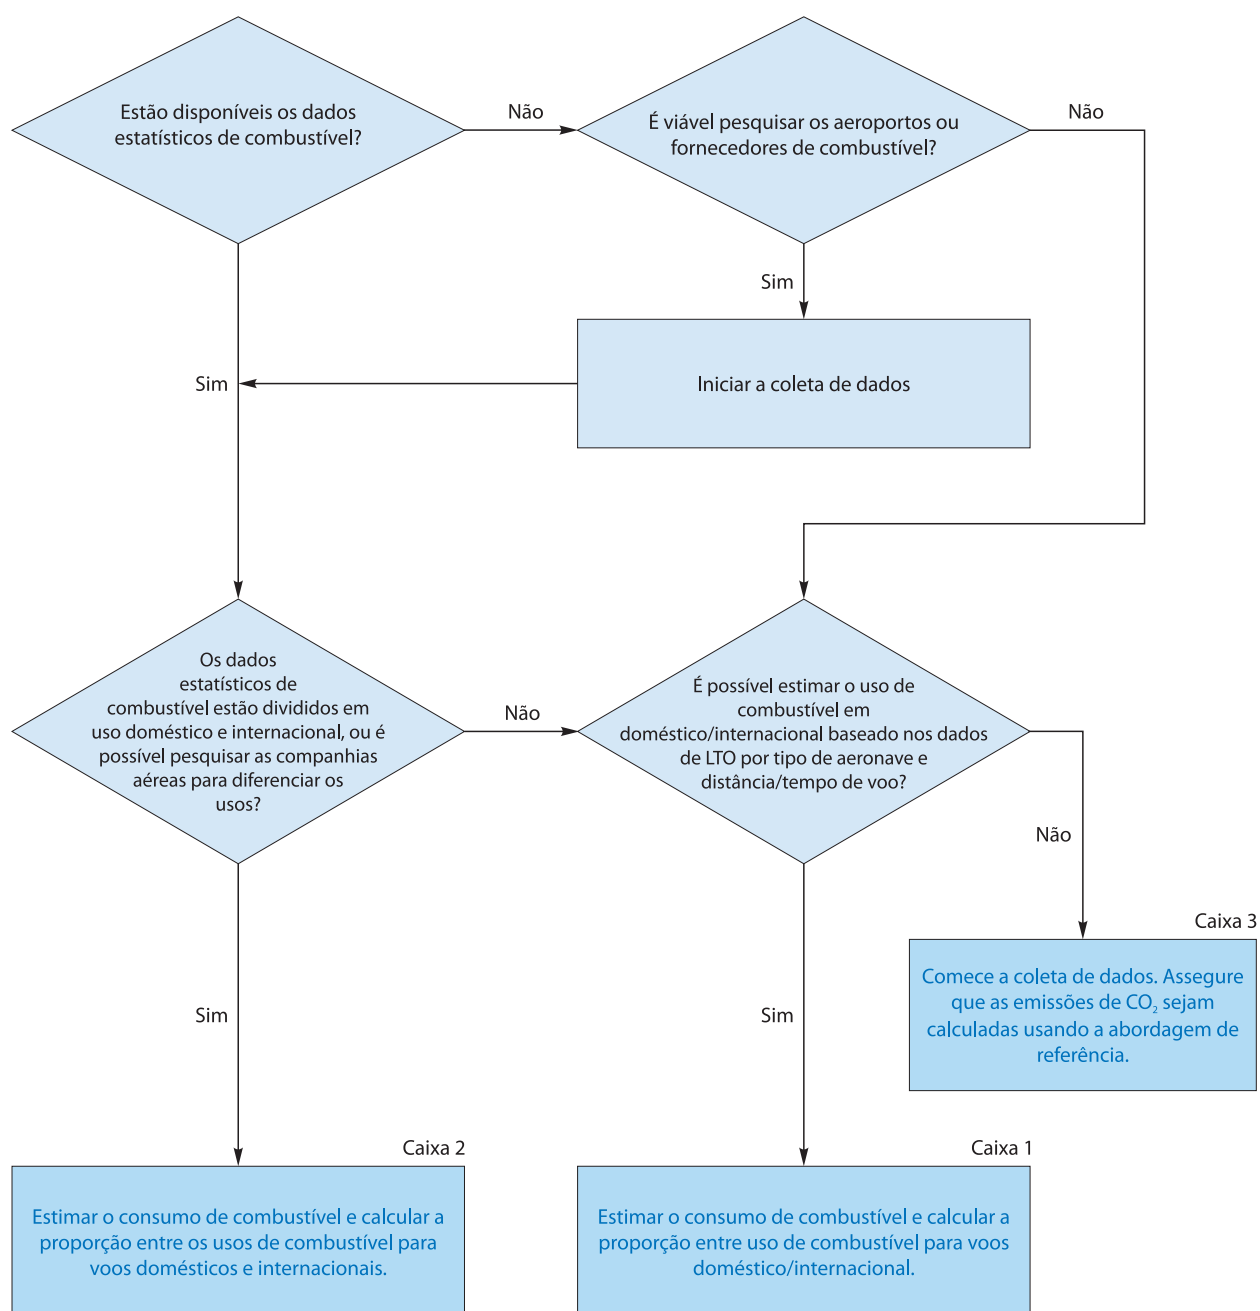 Estão disponíveis os dados
estatísticos de combustível?
Não
É viável pesquisar os aeroportos ou
fornecedores de combustível?
Não
Sim
Iniciar a coleta de dados
Sim
Os dados
estatísticos de
combustível estão divididos em
uso doméstico e internacional, ou é
possível pesquisar as companhias
aéreas para diferenciar os
usos?
Não
É possível estimar o uso de
combustível em
doméstico/internacional baseado nos dados
de LTO por tipo de aeronave e
distância/tempo de voo?
Não
Caixa 3
Comece a coleta de dados. Assegure
que as emissões de CO₂ sejam
calculadas usando a abordagem de
referência.
Sim
Sim
Caixa 2
Estimar o consumo de combustível e calcular a
proporção entre os usos de combustível para
voos domésticos e internacionais.
Caixa 1
Estimar o consumo de combustível e calcular a
proporção entre uso de combustível para voos
doméstico/internacional.